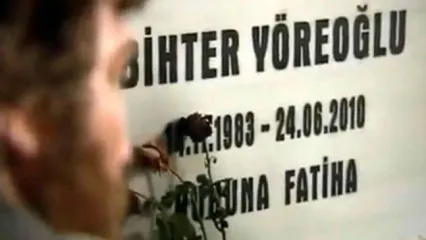 BİHTER YÖREOĞLU
1983 - 24.06.2010
FATİHA